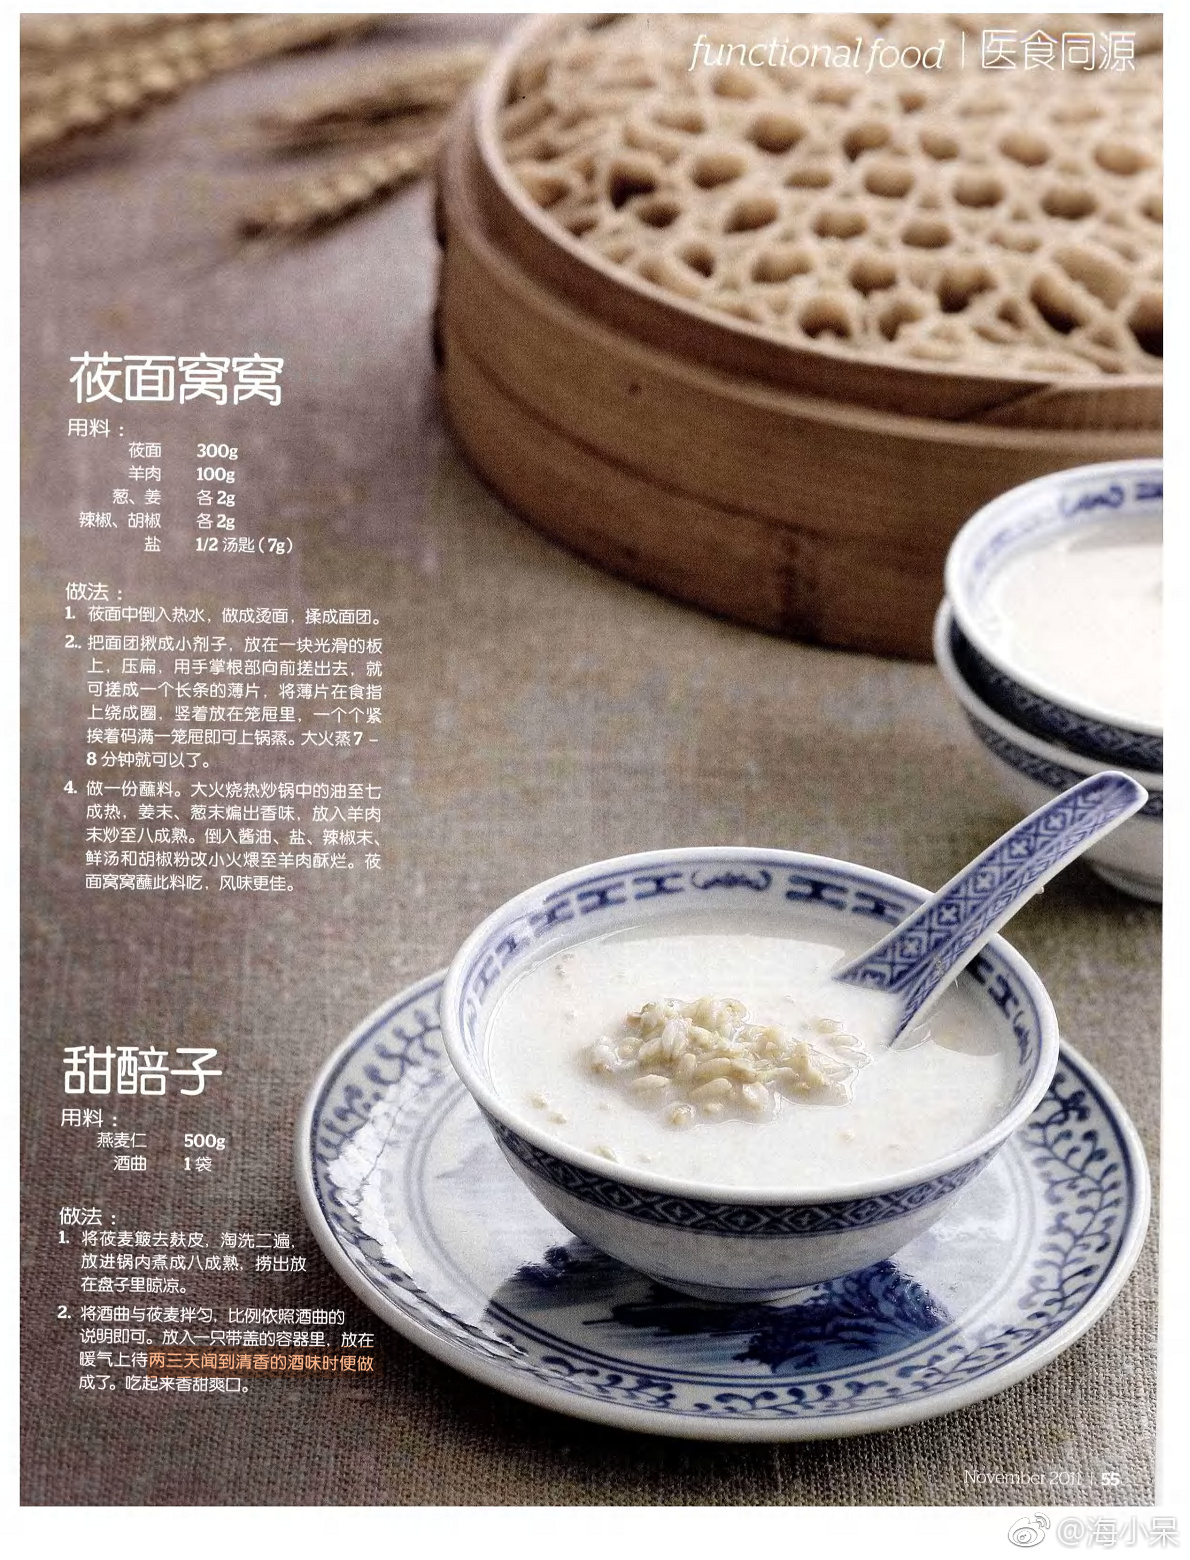 functional food | 医食同源
莜面窝窝
用料：
莜面 300g
羊肉 100g
葱、姜 各2g
辣椒、胡椒 各2g
盐 1/2 汤匙（7g）
做法：
1. 莜面中倒入热水，做成烫面，揉成面团。
2.. 把面团揪成小剂子，放在一块光滑的板
上，压扁，用手掌根部向前搓出去，就
可搓成一个长条的薄片，将薄片在食指
上绕成圈，竖着放在笼屉里，一个个紧
挨着码满一笼屉即可上锅蒸。大火蒸7－
8分钟就可以了。
4. 做一份蘸料。大火烧热炒锅中的油至七
成热，姜末、葱末煸出香味，放入羊肉
末炒至八成熟。倒入酱油、盐、辣椒末、
鲜汤和胡椒粉改小火煨至羊肉酥烂。莜
面窝窝蘸此料吃，风味更佳。
甜醅子
用料：
燕麦仁 500g
酒曲 1袋
做法：
1. 将莜麦簸去麸皮，淘洗二遍，
放进锅内煮成八成熟，捞出放
在盘子里晾凉。
2. 将酒曲与莜麦拌匀，比例依照酒曲的
说明即可。放入一只带盖的容器里，放在
暖气上待两三天闻到清香的酒味时便做
成了。吃起来香甜爽口。
November 2011 | 55
@海小呆